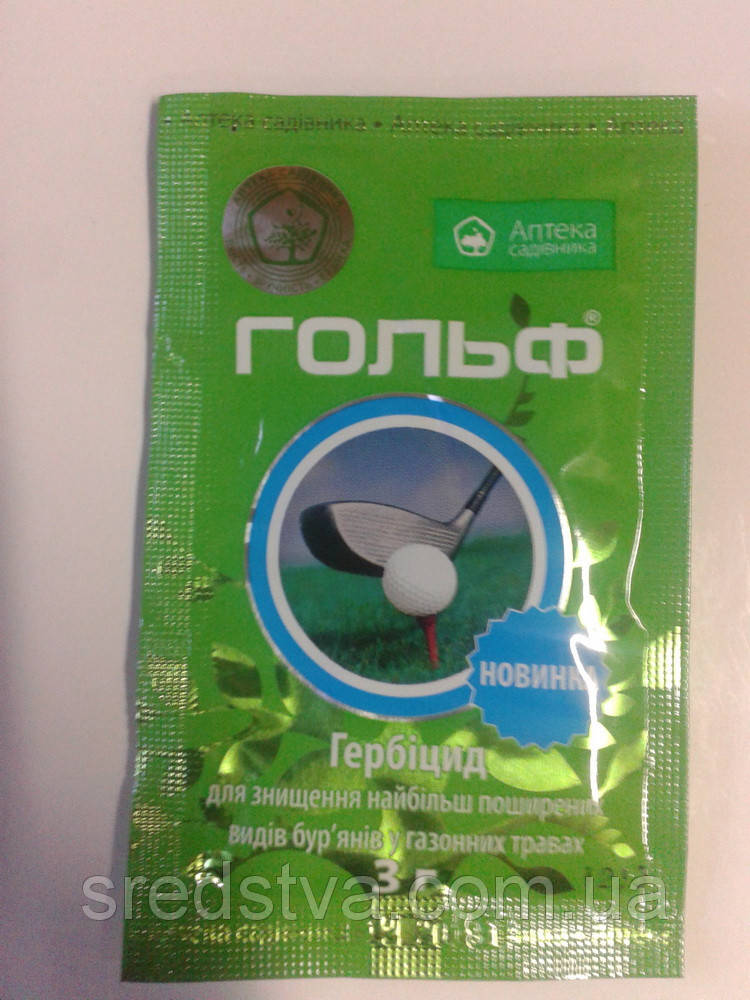 Аптека садівника • Аптека садівника • Аптека
Аптека
садівника
ГОЛЬФ®
НОВИНКА
Гербіцид
для знищення найбільш поширених
видів бур'янів у газонних травах
3 г
sredstva.com.ua